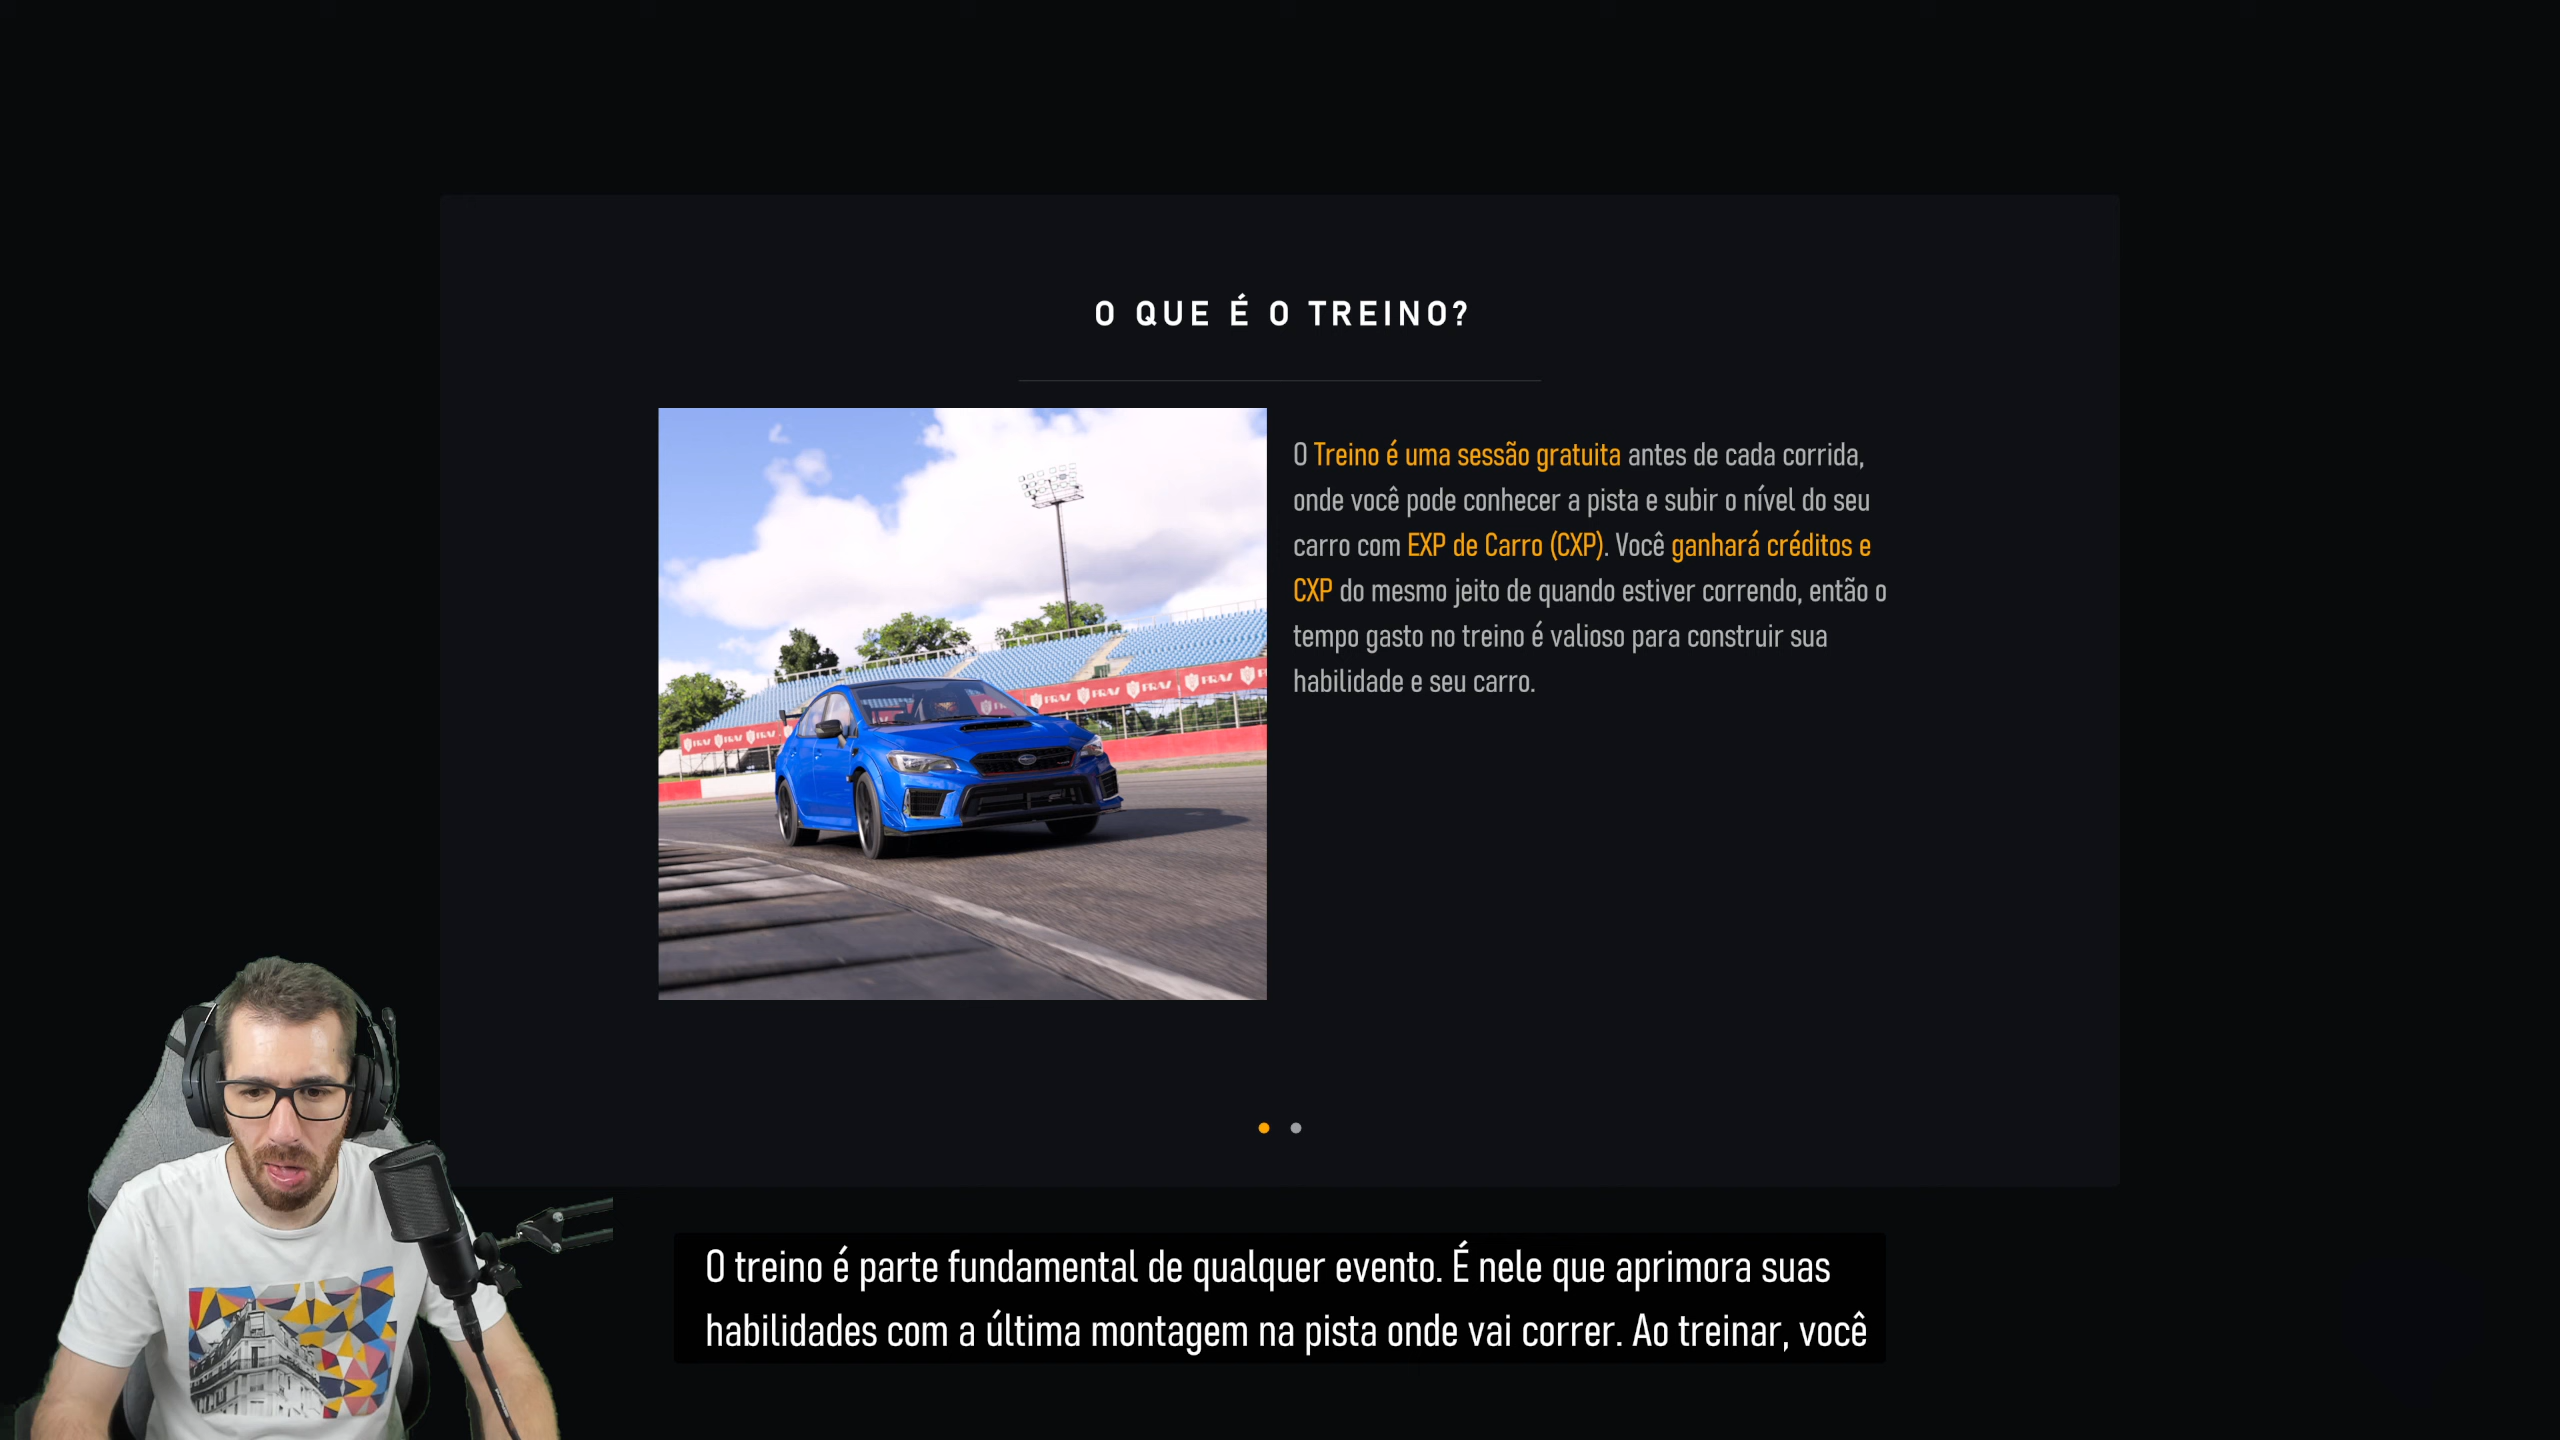 O QUE É O TREINO?
O Treino é uma sessão gratuita antes de cada corrida,
onde você pode conhecer a pista e subir o nível do seu
carro com EXP de Carro (CXP). Você ganhará créditos e
CXP do mesmo jeito de quando estiver correndo, então o
tempo gasto no treino é valioso para construir sua
habilidade e seu carro.
O treino é parte fundamental de qualquer evento. É nele que aprimora suas
habilidades com a última montagem na pista onde vai correr. Ao treinar, você